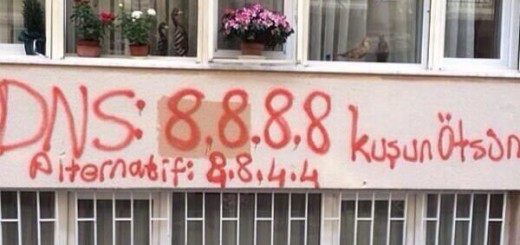 DNS: 8.8.8.8 kuşun Ötsün
Alternatif: 8.8.4.4